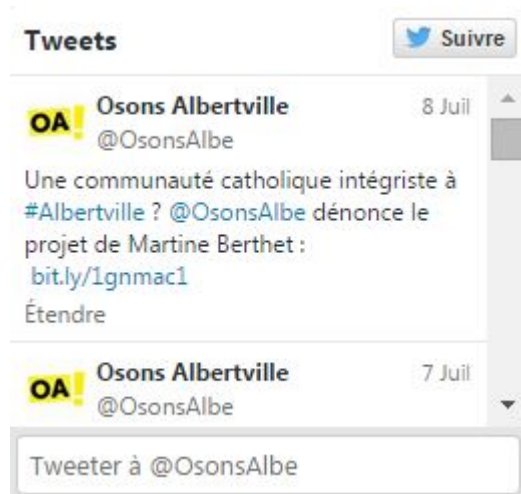 Tweets
Suivre
OA!
Osons Albertville
8 Juil
@OsonsAlbe
Une communauté catholique intégriste à
#Albertville ? @OsonsAlbe dénonce le
projet de Martine Berthet :
bit.ly/1gnmac1
Étendre
OA!
Osons Albertville
7 Juil
@OsonsAlbe
Tweeter à @OsonsAlbe